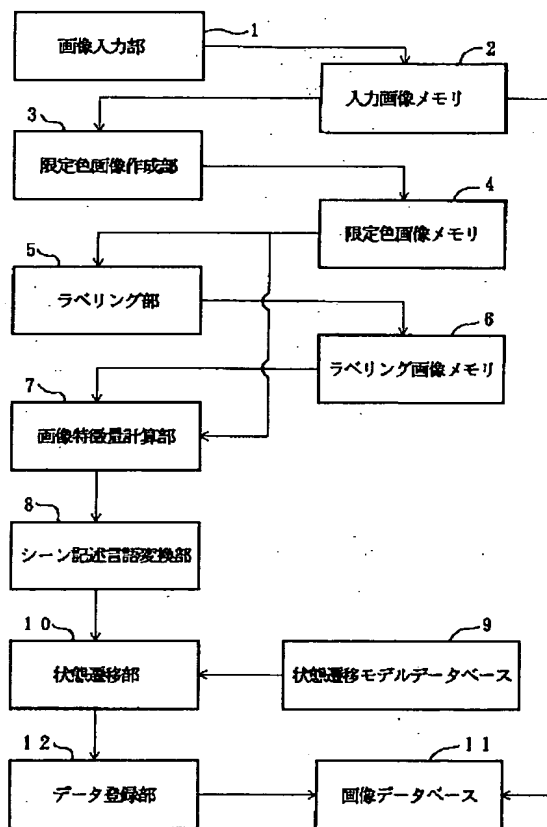 1
画像入力部
2
入力画像メモリ
3
限定色画像作成部
4
限定色画像メモリ
5
ラベリング部
6
ラベリング画像メモリ
7
画像特徴量計算部
8
シーン記述言語変換部
10
状態遷移部
9
状態遷移モデルデータベース
12
データ登録部
11
画像データベース